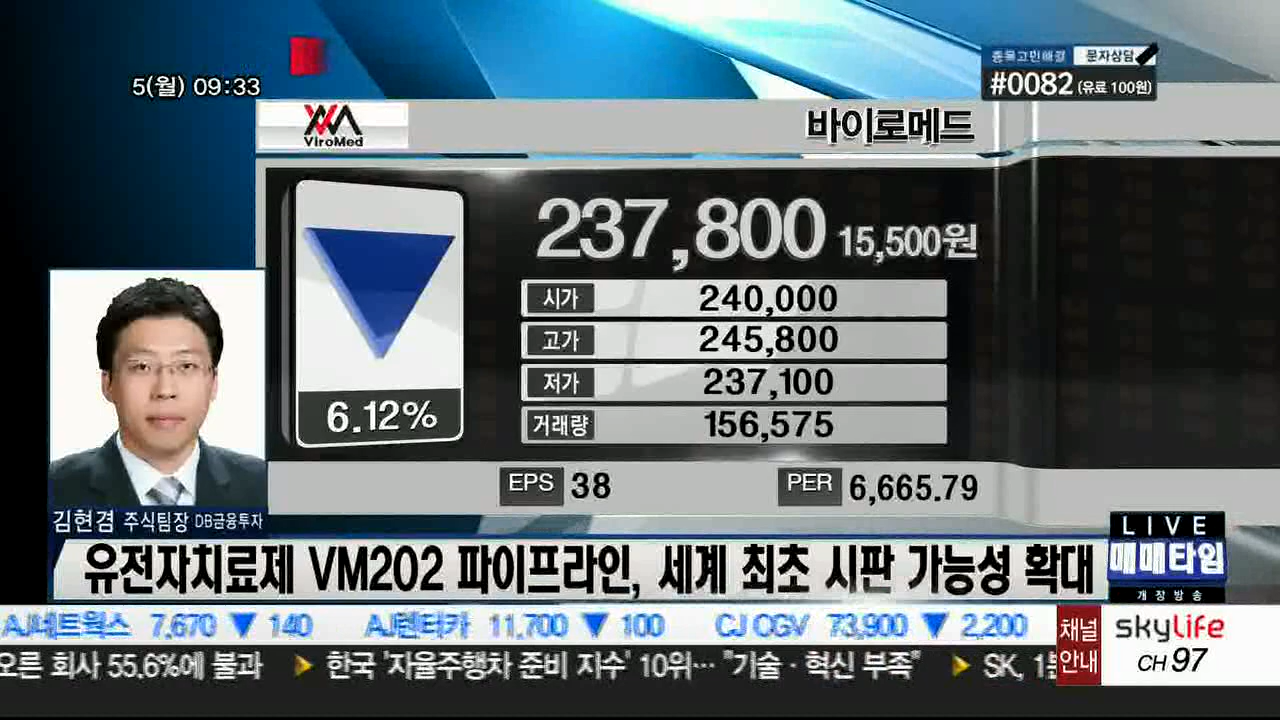 5(월) 09:33
종목고민해결 문자상담
#0082 (유료 100원)
ViroMed
바이로메드
237,800 15,500원
6.12%
시가 240,000
고가 245,800
저가 237,100
거래량 156,575
EPS 38
PER 6,665.79
김현겸 주식팀장 DB금융투자
유전자치료제 VM202 파이프라인, 세계 최초 시판 가능성 확대
LIVE
매매타임
개장방송
AJ네트웍스 7,670 ▼ 140 AJ렌터카 11,700 ▼ 100 CJ CGV 73,900 ▼ 2,200
오른 회사 55.6%에 불과 한국 '자율주행차 준비 지수' 10위… "기술·혁신 부족" SK, 1
채널안내
skylife
CH 97